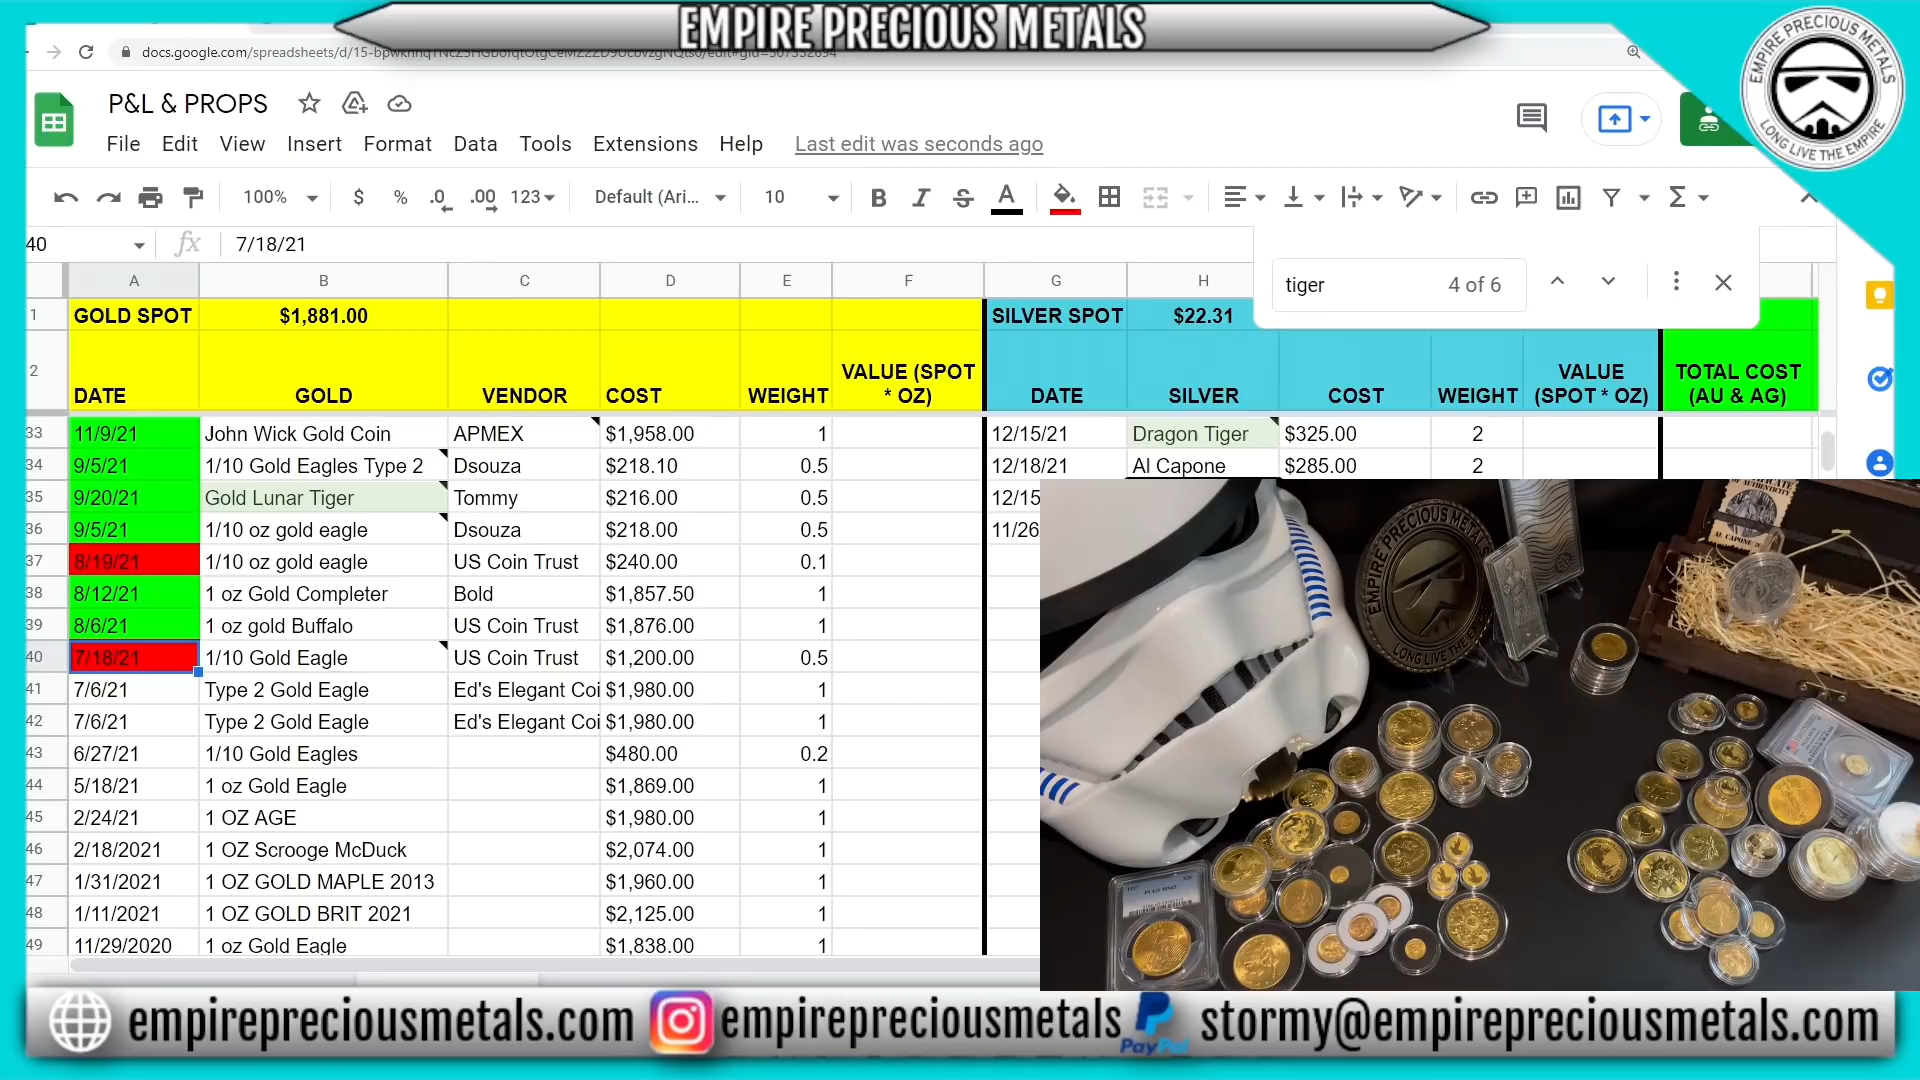 EMPIRE PRECIOUS METALS
P&L & PROPS
File Edit View Insert Format Data Tools Extensions Help Last edit was seconds ago
100% $ % .0 .00 123 Default (Ari... 10 B I S A
40 fx 7/18/21
tiger 4 of 6
A B C D E F G H
1 GOLD SPOT $1,881.00 SILVER SPOT $22.31
2 DATE GOLD VENDOR COST WEIGHT VALUE (SPOT * OZ) DATE SILVER COST WEIGHT VALUE (SPOT * OZ) TOTAL COST (AU & AG)
33 11/9/21 John Wick Gold Coin APMEX $1,958.00 1 12/15/21 Dragon Tiger $325.00 2
34 9/5/21 1/10 Gold Eagles Type 2 Dsouza $218.10 0.5 12/18/21 Al Capone $285.00 2
35 9/20/21 Gold Lunar Tiger Tommy $216.00 0.5 12/15
36 9/5/21 1/10 oz gold eagle Dsouza $218.00 0.5 11/26
37 8/19/21 1/10 oz gold eagle US Coin Trust $240.00 0.1
38 8/12/21 1 oz Gold Completer Bold $1,857.50 1
39 8/6/21 1 oz gold Buffalo US Coin Trust $1,876.00 1
40 7/18/21 1/10 Gold Eagle US Coin Trust $1,200.00 0.5
41 7/6/21 Type 2 Gold Eagle Ed's Elegant Coi $1,980.00 1
42 7/6/21 Type 2 Gold Eagle Ed's Elegant Coi $1,980.00 1
43 6/27/21 1/10 Gold Eagles $480.00 0.2
44 5/18/21 1 oz Gold Eagle $1,869.00 1
45 2/24/21 1 OZ AGE $1,980.00 1
46 2/18/2021 1 OZ Scrooge McDuck $2,074.00 1
47 1/31/2021 1 OZ GOLD MAPLE 2013 $1,960.00 1
48 1/11/2021 1 OZ GOLD BRIT 2021 $2,125.00 1
49 11/29/2020 1 oz Gold Eagle $1,838.00 1
EMPIRE PRECIOUS METALS
LONG LIVE THE EMPIRE
EMPIRE PRECIOUS METALS
LONG LIVE THE EMPIRE
empirepreciousmetals.com empirepreciousmetals PayPal stormy@empirepreciousmetals.com